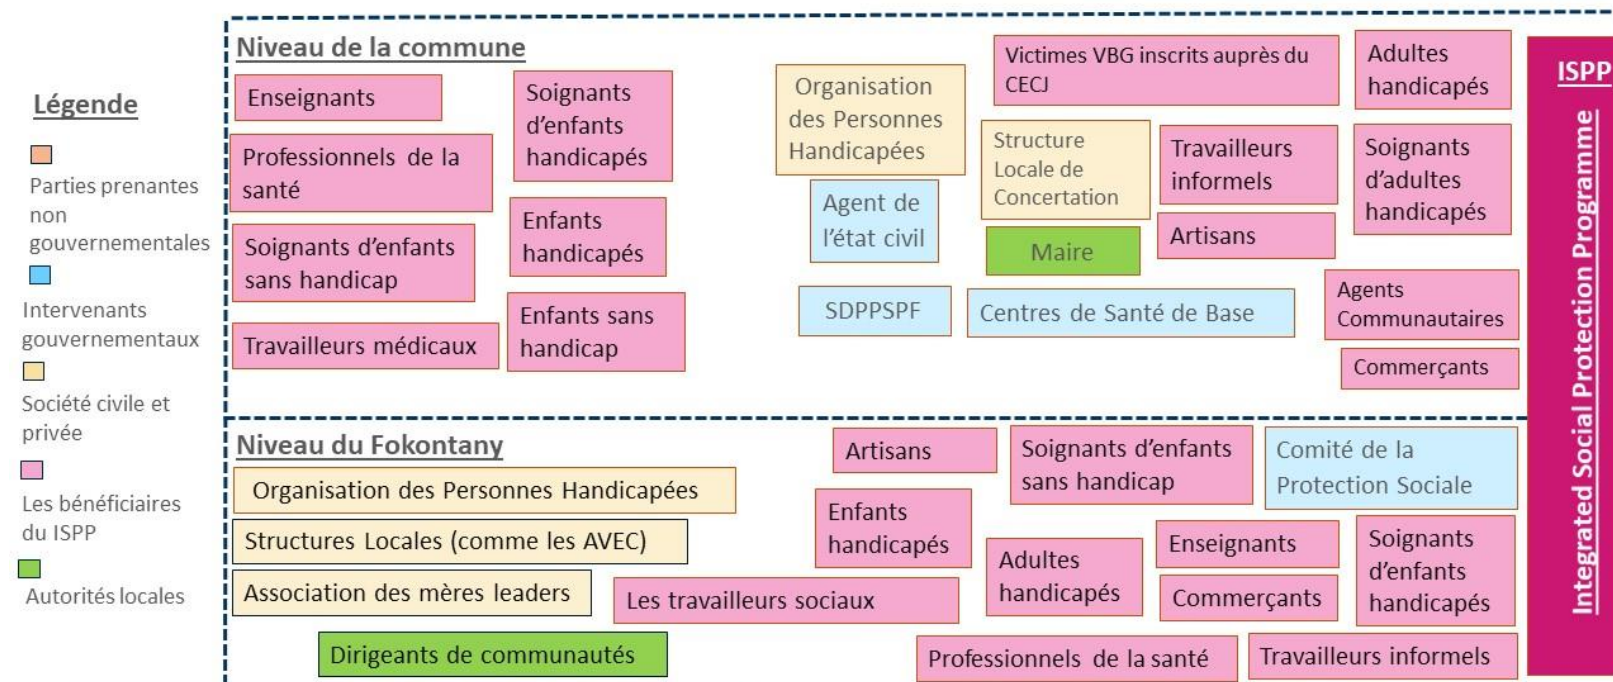 Légende
Parties prenantes
non
gouvernementales
Intervenants
gouvernementaux
Société civile et
privée
Les bénéficiaires
du ISPP
Autorités locales
Niveau de la commune
Enseignants
Professionnels de la
santé
Soignants d’enfants
sans handicap
Travailleurs médicaux
Soignants
d’enfants
handicapés
Enfants
handicapés
Enfants sans
handicap
Organisation
des Personnes
Handicapées
Agent de
l’état civil
SDPPSPF
Victimes VBG inscrits auprès du
CECJ
Structure
Locale de
Concertation
Maire
Centres de Santé de Base
Travailleurs
informels
Artisans
Adultes
handicapés
Soignants
d’adultes
handicapés
Agents
Communautaires
Commerçants
Niveau du Fokontany
Organisation des Personnes Handicapées
Structures Locales (comme les AVEC)
Association des mères leaders
Dirigeants de communautés
Les travailleurs sociaux
Artisans
Enfants
handicapés
Soignants d’enfants
sans handicap
Adultes
handicapés
Comité de la
Protection Sociale
Enseignants
Commerçants
Soignants
d’enfants
handicapés
Professionnels de la santé
Travailleurs informels
ISPP
Integrated Social Protection Programme